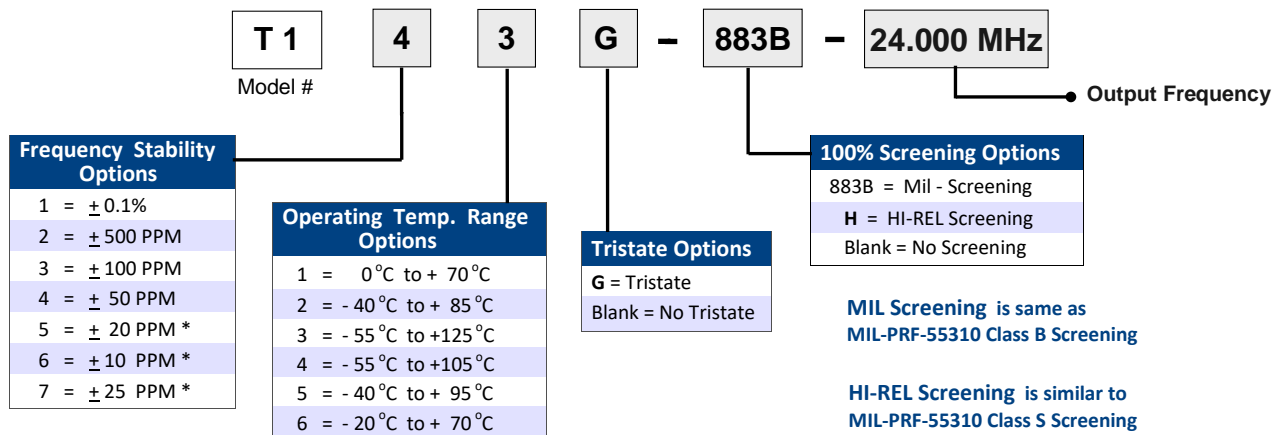 T 1 4 3 G – 883B – 24.000 MHz
Model #
Output Frequency
Frequency Stability
Options
1 = ± 0.1%
2 = ± 500 PPM
3 = ± 100 PPM
4 = ± 50 PPM
5 = ± 20 PPM *
6 = ± 10 PPM *
7 = ± 25 PPM *
Operating Temp. Range
Options
1 = 0 °C to + 70 °C
2 = - 40 °C to + 85 °C
3 = - 55 °C to +125 °C
4 = - 55 °C to +105 °C
5 = - 40 °C to + 95 °C
6 = - 20 °C to + 70 °C
Tristate Options
G = Tristate
Blank = No Tristate
100% Screening Options
883B = Mil - Screening
H = HI-REL Screening
Blank = No Screening
MIL Screening is same as
MIL-PRF-55310 Class B Screening
HI-REL Screening is similar to
MIL-PRF-55310 Class S Screening